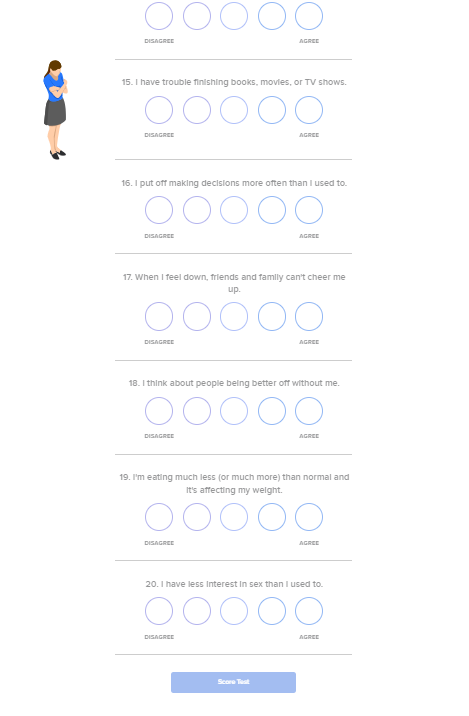 DISAGREE AGREE
15. I have trouble finishing books, movies, or TV shows.
DISAGREE AGREE
16. I put off making decisions more often than I used to.
DISAGREE AGREE
17. When I feel down, friends and family can't cheer me
up.
DISAGREE AGREE
18. I think about people being better off without me.
DISAGREE AGREE
19. I'm eating much less (or much more) than normal and
it's affecting my weight.
DISAGREE AGREE
20. I have less interest in sex than I used to.
DISAGREE AGREE
Score Test